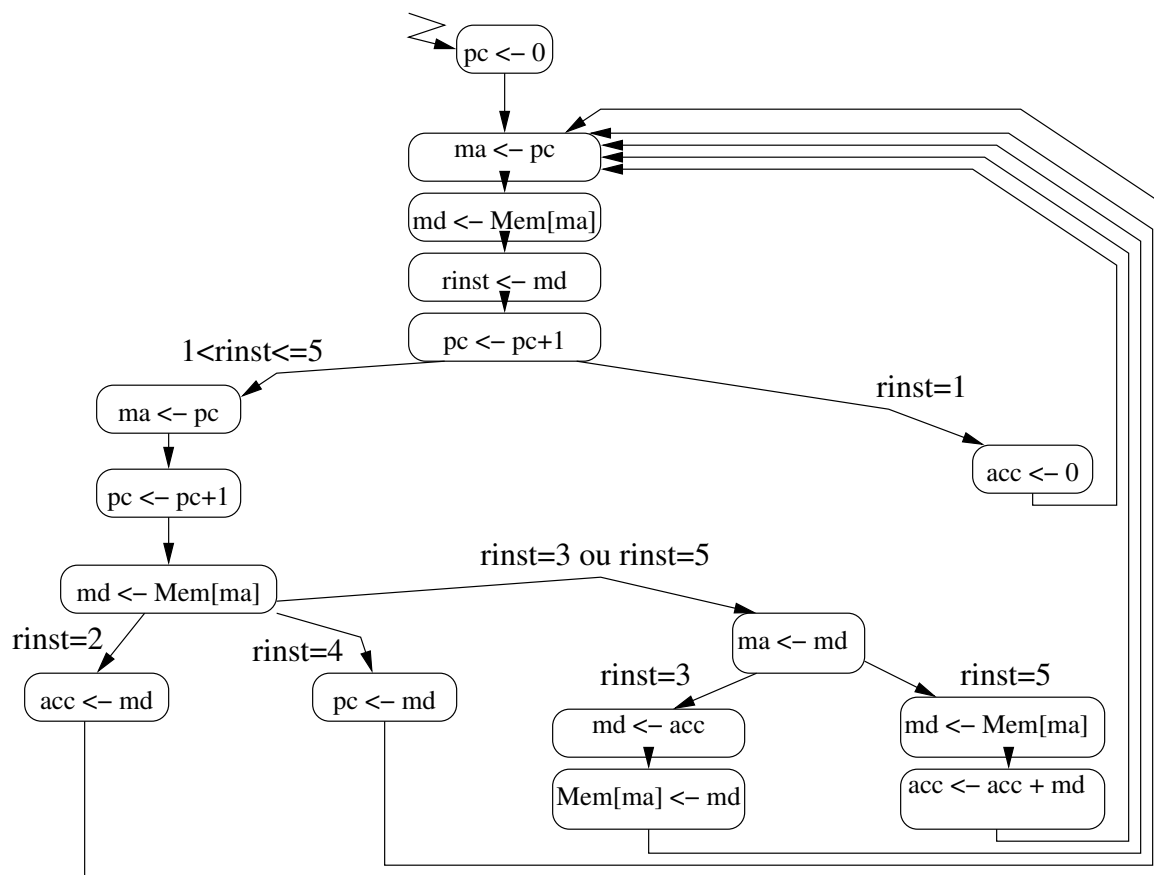 pc <− 0
ma <− pc
md <− Mem[ma]
rinst <− md
pc <− pc+1
1<rinst<=5
rinst=1
ma <− pc
acc <− 0
pc <− pc+1
rinst=3 ou rinst=5
md <− Mem[ma]
rinst=2
rinst=4
ma <− md
rinst=3
rinst=5
acc <− md
pc <− md
md <− acc
md <− Mem[ma]
Mem[ma] <− md
acc <− acc + md